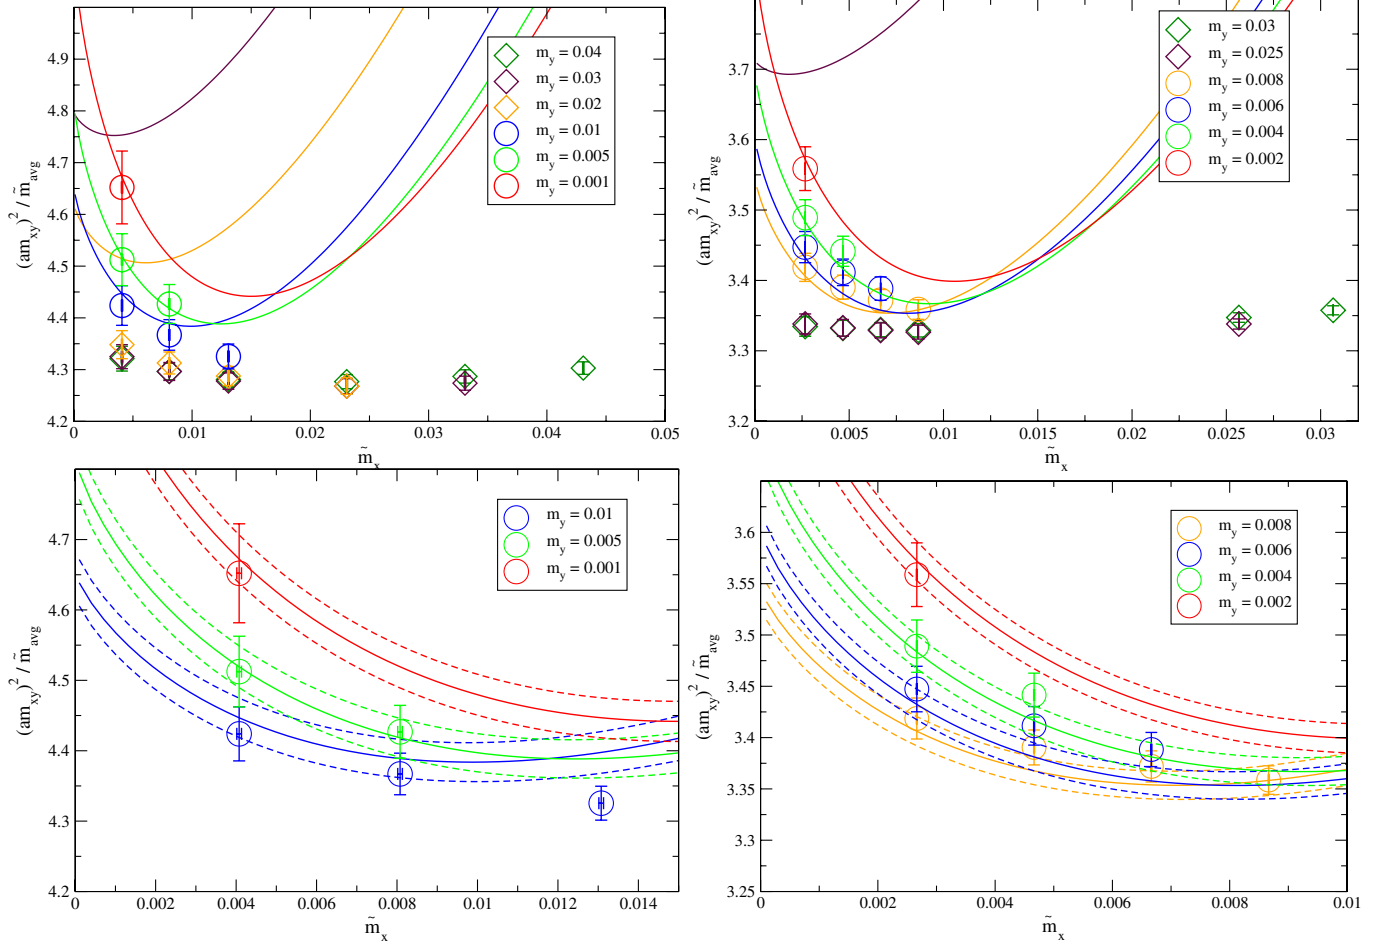 5.0
4.9
4.8
4.7
4.6
4.5
4.4
4.3
4.2
0
0.01
0.02
0.03
0.04
0.05
(am_xy)^2 / m̃_avg
m̃_x
m_y = 0.04
m_y = 0.03
m_y = 0.02
m_y = 0.01
m_y = 0.005
m_y = 0.001
3.7
3.6
3.5
3.4
3.3
3.2
0
0.005
0.01
0.015
0.02
0.025
0.03
(am_xy)^2 / m̃_avg
m̃_x
m_y = 0.03
m_y = 0.025
m_y = 0.008
m_y = 0.006
m_y = 0.004
m_y = 0.002
4.7
4.6
4.5
4.4
4.3
4.2
0
0.002
0.004
0.006
0.008
0.01
0.012
0.014
(am_xy)^2 / m̃_avg
m̃_x
m_y = 0.01
m_y = 0.005
m_y = 0.001
3.6
3.55
3.5
3.45
3.4
3.35
3.3
3.25
0
0.002
0.004
0.006
0.008
0.01
(am_xy)^2 / m̃_avg
m̃_x
m_y = 0.008
m_y = 0.006
m_y = 0.004
m_y = 0.002